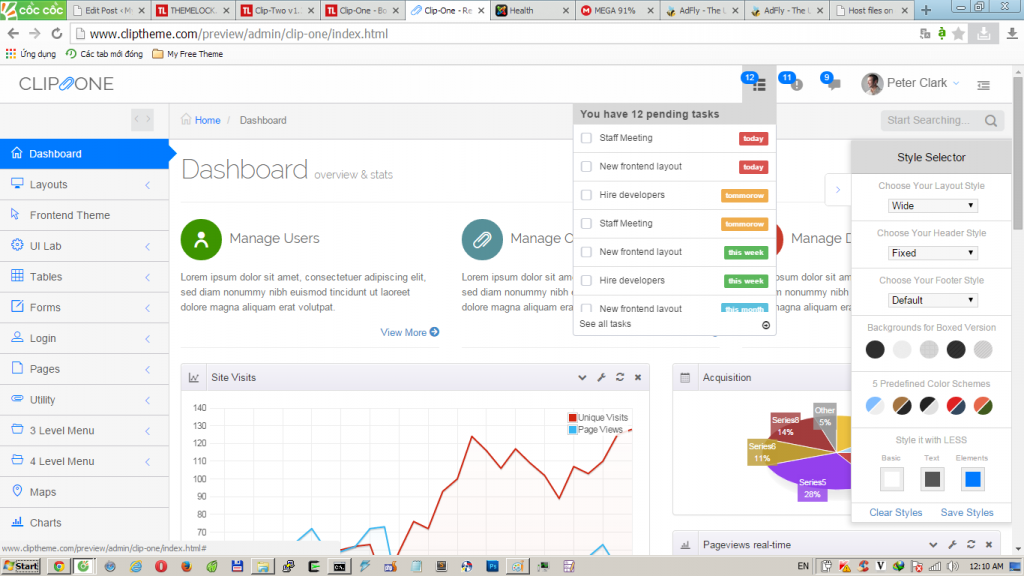 cốc cốc
Edit Post ‹ M
THEMELOCK.
Clip-Two v1.
Clip-One - Bo
Clip-One - Re
Health
MEGA 91%
AdFly - The U
AdFly - The U
Host files on
www.cliptheme.com/preview/admin/clip-one/index.html
Ứng dụng
Các tab mới đóng
My Free Theme
CLIP ONE
12
11
9
Peter Clark
Home / Dashboard
Start Searching...
Dashboard
Layouts
Frontend Theme
UI Lab
Tables
Forms
Login
Pages
Utility
3 Level Menu
4 Level Menu
Maps
Charts
Dashboard overview & stats
Manage Users
Lorem ipsum dolor sit amet, consectetuer adipiscing elit,
sed diam nonummy nibh euismod tincidunt ut laoreet
dolore magna aliquam erat volutpat.
View More
Manage C
Lorem ipsum dolor sit
sed diam nonummy nib
dolore magna aliquam
Manage D
m dolor sit
nonummy nib
na aliquam
You have 12 pending tasks
Staff Meeting today
New frontend layout today
Hire developers tommorow
Staff Meeting tommorow
New frontend layout this week
Hire developers this week
New frontend layout this month
See all tasks
Style Selector
Choose Your Layout Style
Wide
Choose Your Header Style
Fixed
Choose Your Footer Style
Default
Backgrounds for Boxed Version
5 Predefined Color Schemes
Style it with LESS
Basic Text Elements
Clear Styles Save Styles
Site Visits
140
130
120
110
100
90
80
70
Unique Visits
Page Views
Acquisition
Other
5%
Series8
14%
Series6
11%
Series5
28%
Pageviews real-time
www.cliptheme.com/preview/admin/clip-one/index.html#
Start
EN
12:10 AM